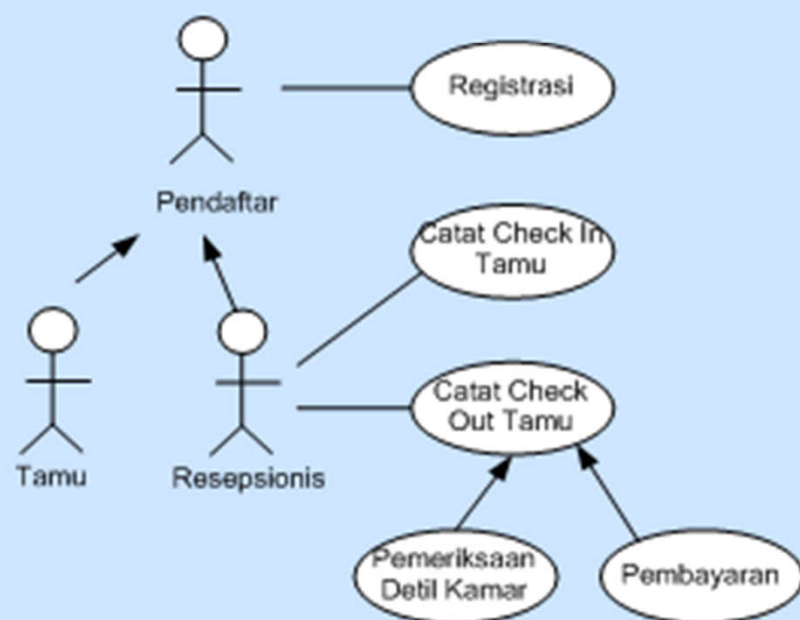 Registrasi
Pendaftar
Catat Check In
Tamu
Catat Check
Out Tamu
Tamu
Resepsionis
Pemeriksaan
Detil Kamar
Pembayaran